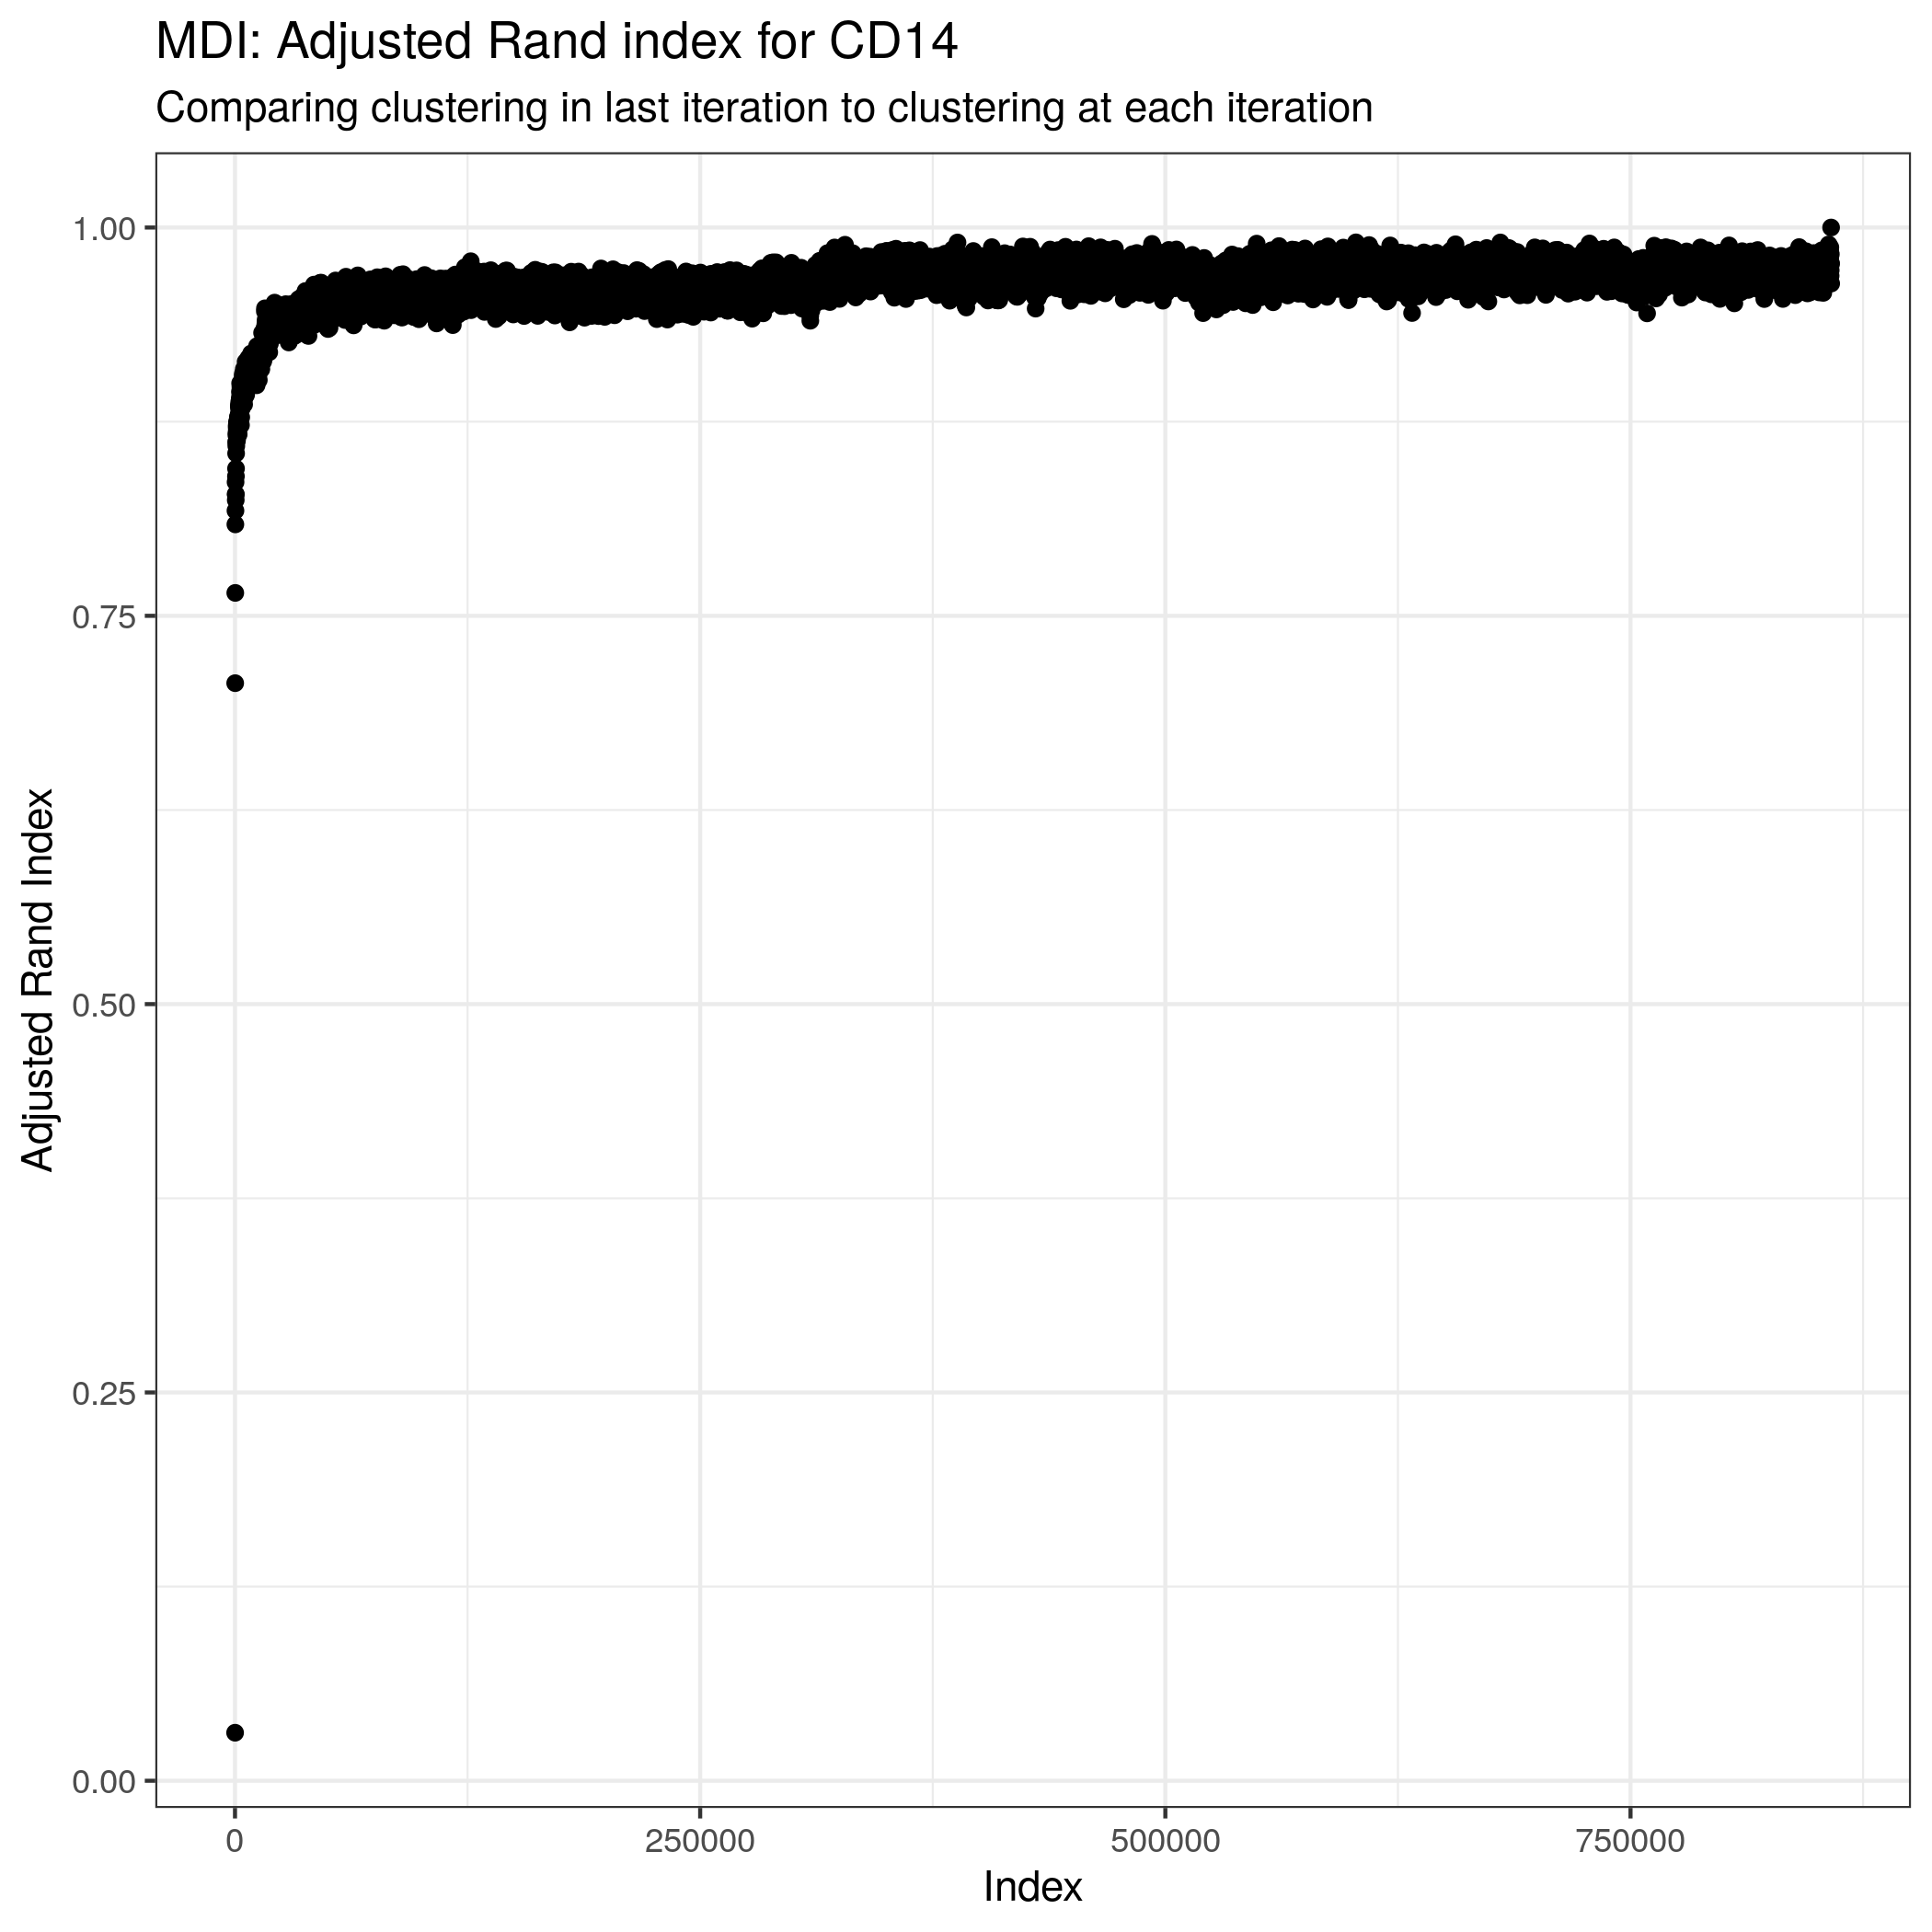 MDI: Adjusted Rand index for CD14
Comparing clustering in last iteration to clustering at each iteration
Adjusted Rand Index
1.00
0.75
0.50
0.25
0.00
0
250000
500000
750000
Index